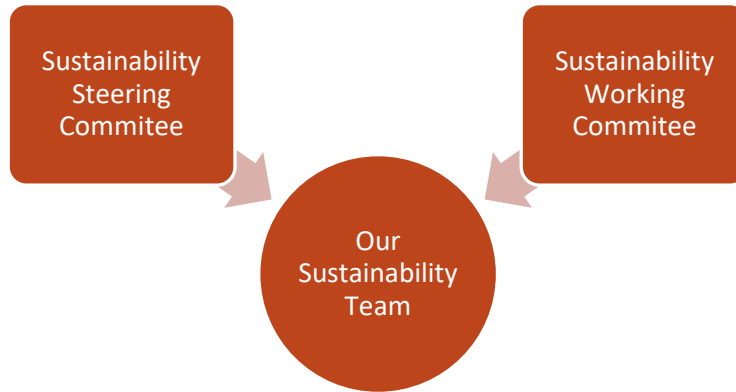 Sustainability
Steering
Commitee
Sustainability
Working
Commitee
Our
Sustainability
Team